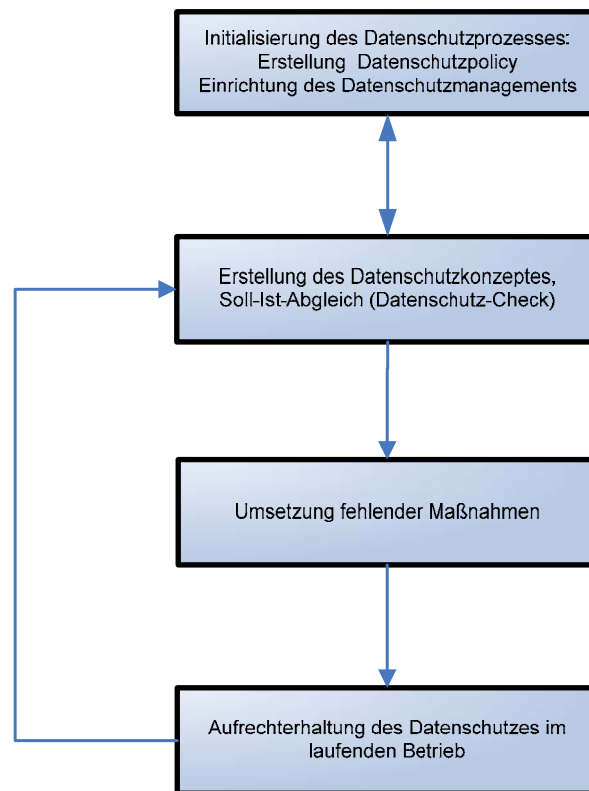 Initialisierung des Datenschutzprozesses:
Erstellung Datenschutzpolicy
Einrichtung des Datenschutzmanagements
Erstellung des Datenschutzkonzeptes,
Soll-Ist-Abgleich (Datenschutz-Check)
Umsetzung fehlender Maßnahmen
Aufrechterhaltung des Datenschutzes im
laufenden Betrieb